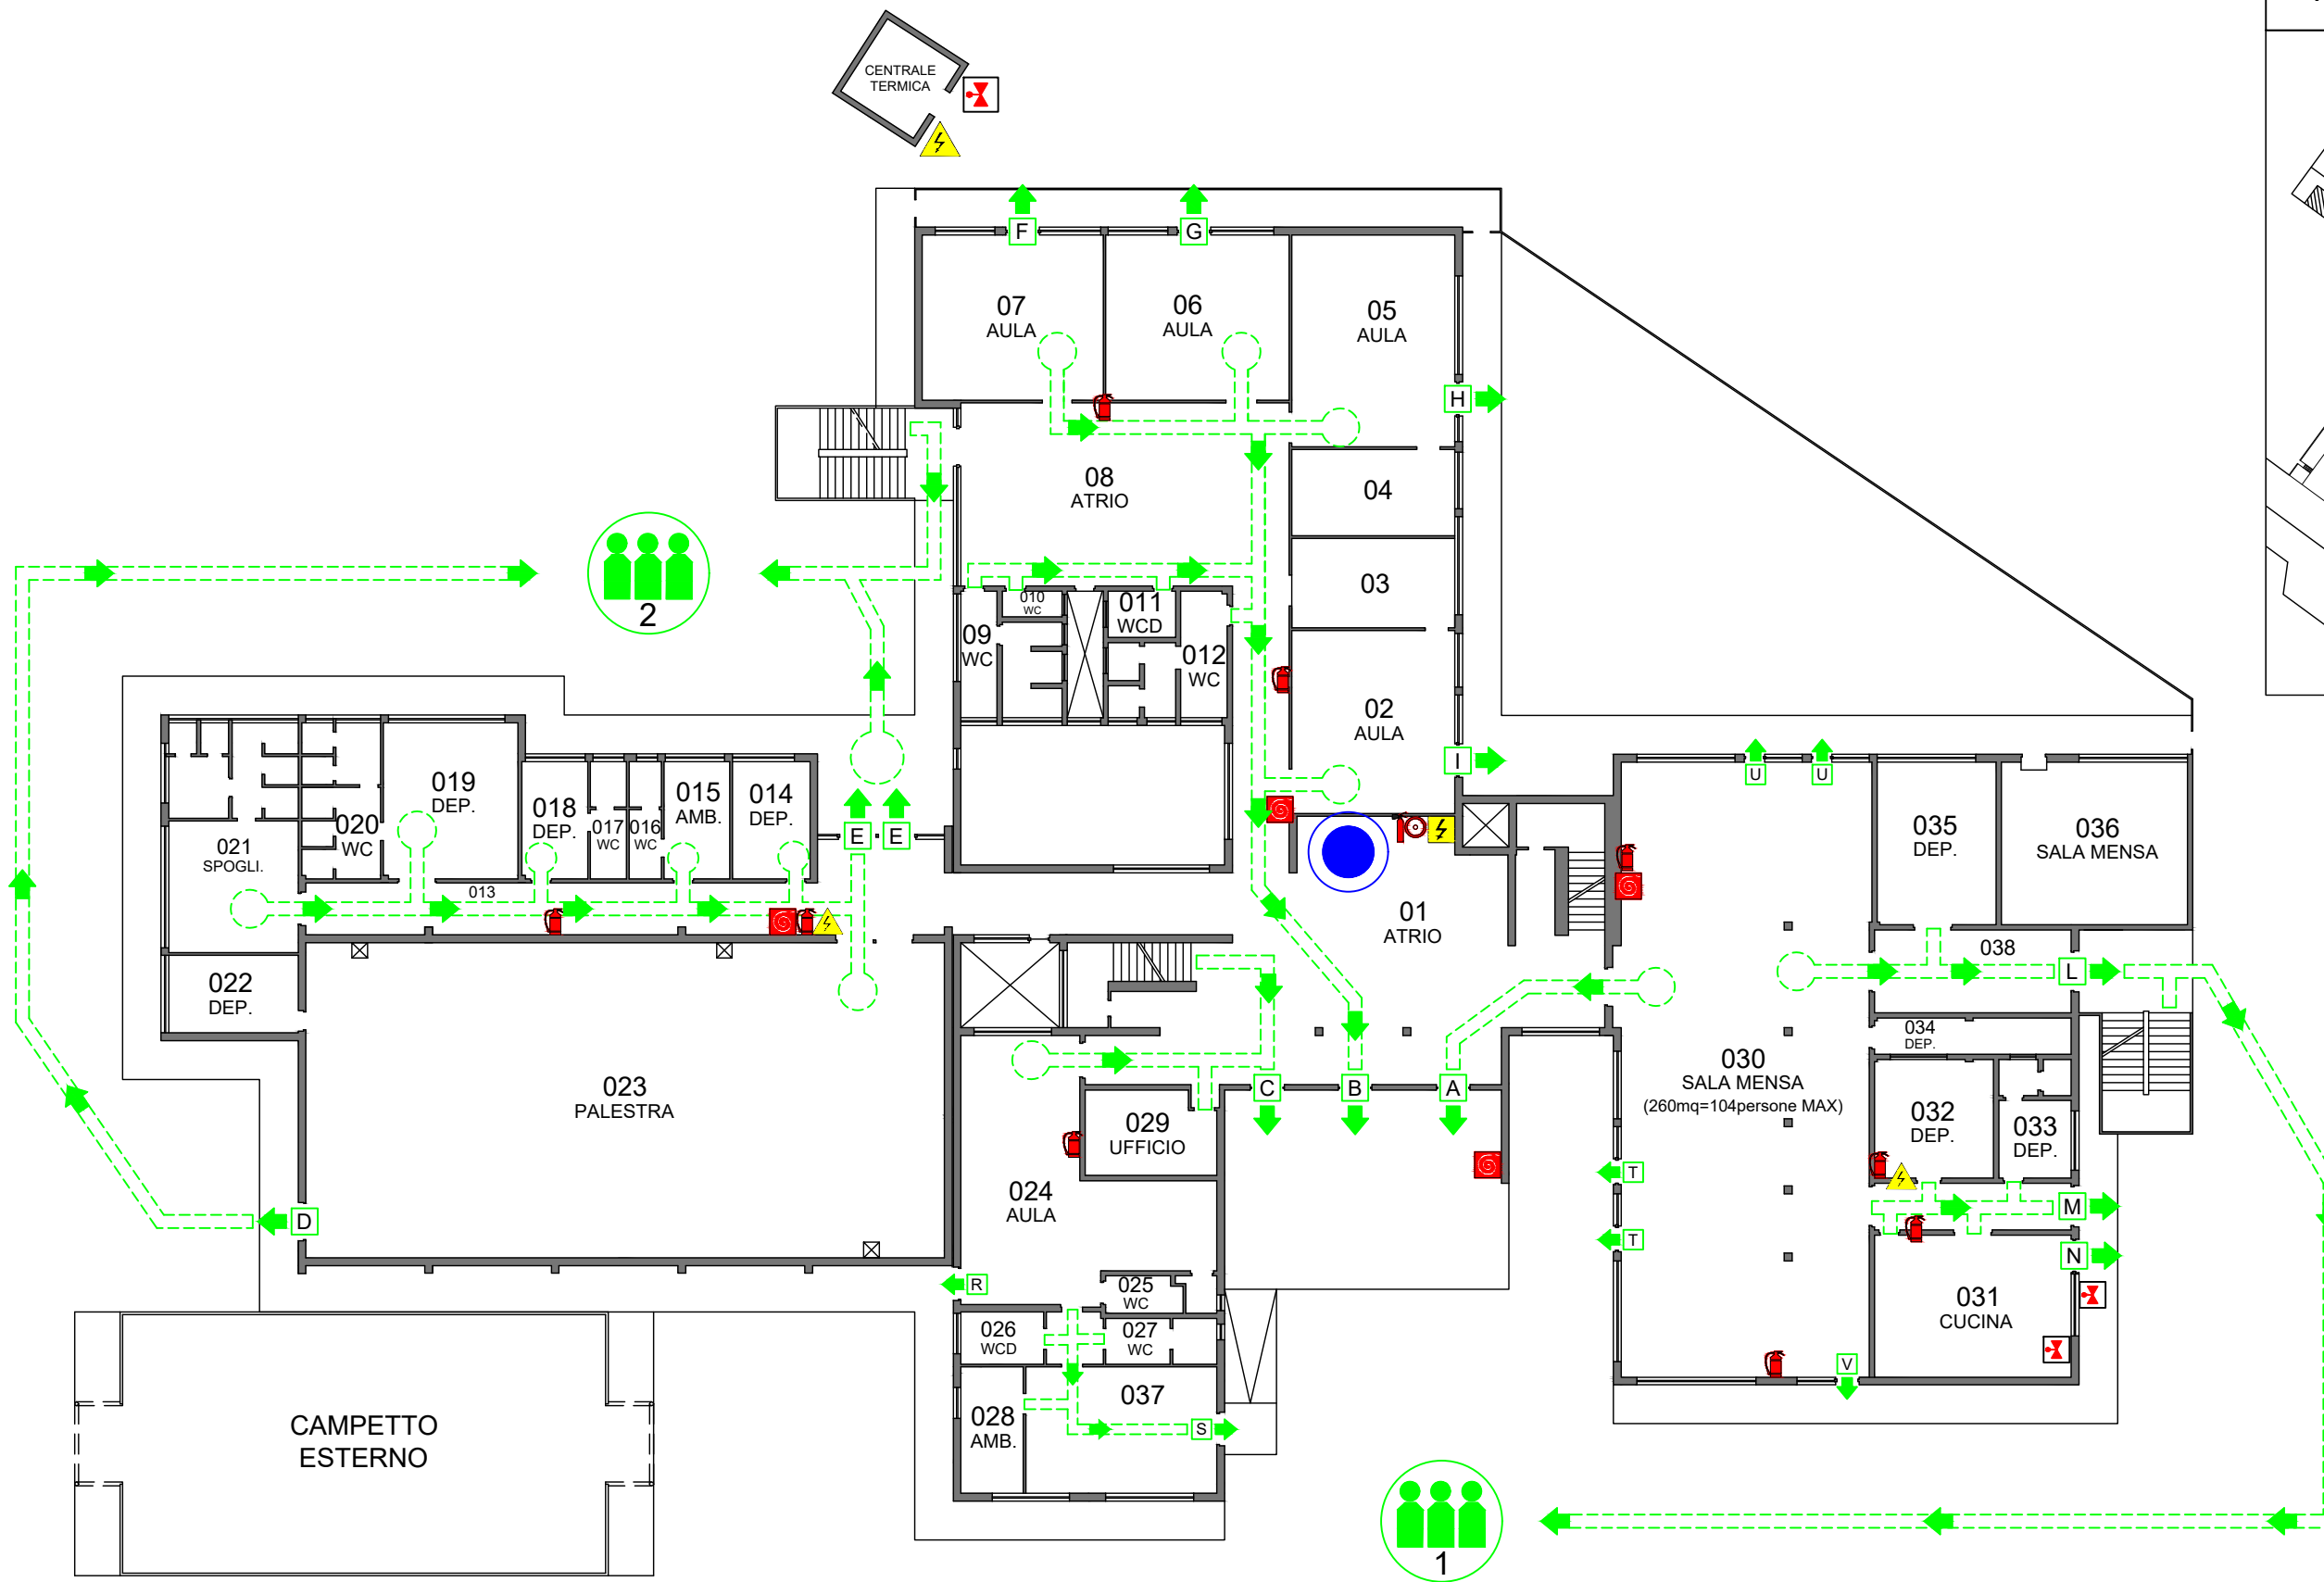 CENTRALE
TERMICA
F
G
07
AULA
06
AULA
05
AULA
H
08
ATRIO
04
03
2
010
WC
011
WCD
09
WC
012
WC
02
AULA
I
U
U
019
DEP.
018
DEP.
017
WC
016
WC
015
AMB.
014
DEP.
020
WC
021
SPOGLI.
E
E
035
DEP.
036
SALA MENSA
013
01
ATRIO
038
L
022
DEP.
034
DEP.
023
PALESTRA
030
SALA MENSA
(260mq=104persone MAX)
C
B
A
029
UFFICIO
032
DEP.
033
DEP.
T
024
AULA
M
D
T
N
R
025
WC
031
CUCINA
026
WCD
027
WC
V
037
028
AMB.
S
CAMPETTO
ESTERNO
1